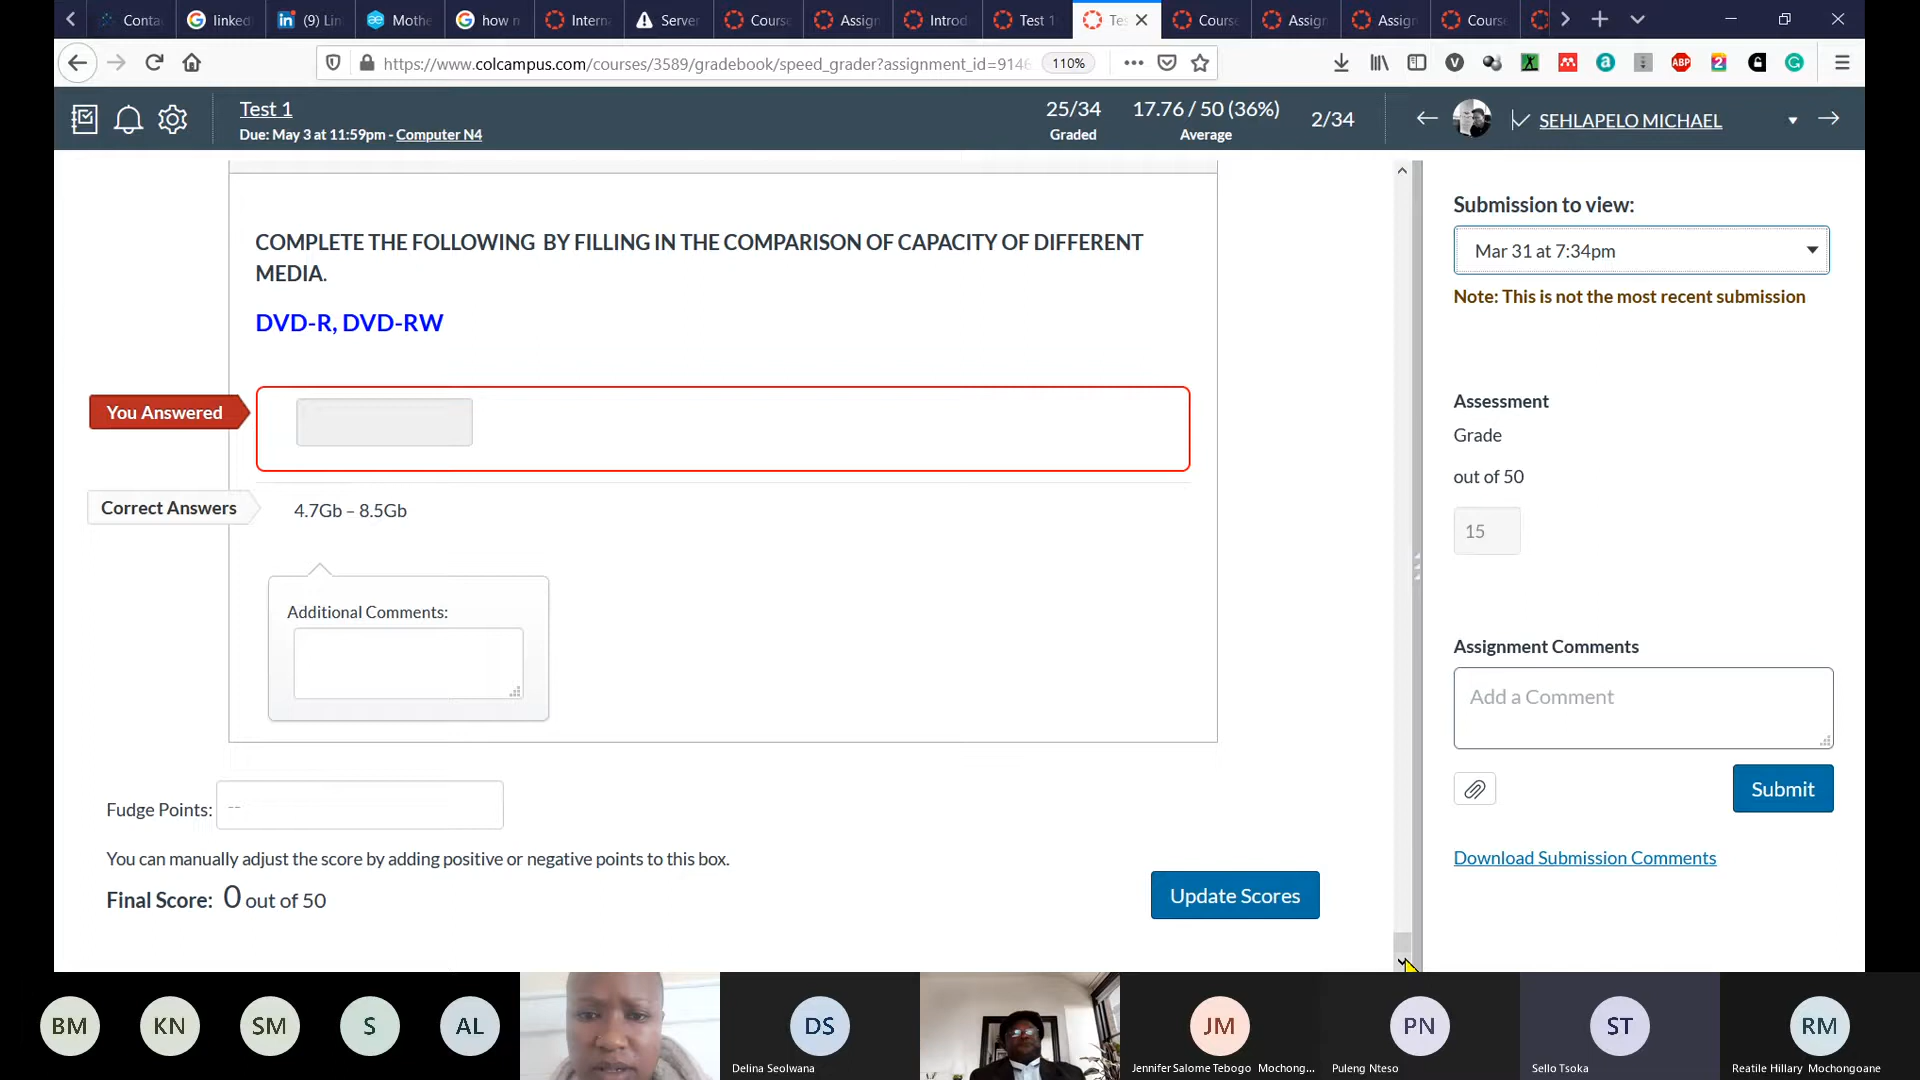 Conta
linked
(9) Lin
Mothe
how n
Intern
Server
Cours
Assign
Introd
Test 1
Tes
Cours
Assign
Assign
Cours
https://www.colcampus.com/courses/3589/gradebook/speed_grader?assignment_id=9146
110%
Test 1
Due: May 3 at 11:59pm - Computer N4
25/34
Graded
17.76 / 50 (36%)
Average
2/34
SEHLAPELO MICHAEL
COMPLETE THE FOLLOWING BY FILLING IN THE COMPARISON OF CAPACITY OF DIFFERENT
MEDIA.
DVD-R, DVD-RW
You Answered
Correct Answers
4.7Gb – 8.5Gb
Additional Comments:
Fudge Points:
--
You can manually adjust the score by adding positive or negative points to this box.
Final Score: 0 out of 50
Update Scores
Submission to view:
Mar 31 at 7:34pm
Note: This is not the most recent submission
Assessment
Grade
out of 50
15
Assignment Comments
Add a Comment
Submit
Download Submission Comments
BM
KN
SM
S
AL
DS
Delina Seolwana
JM
Jennifer Salome Tebogo Mochong...
PN
Puleng Nteso
ST
Sello Tsoka
RM
Reatile Hillary Mochongoane